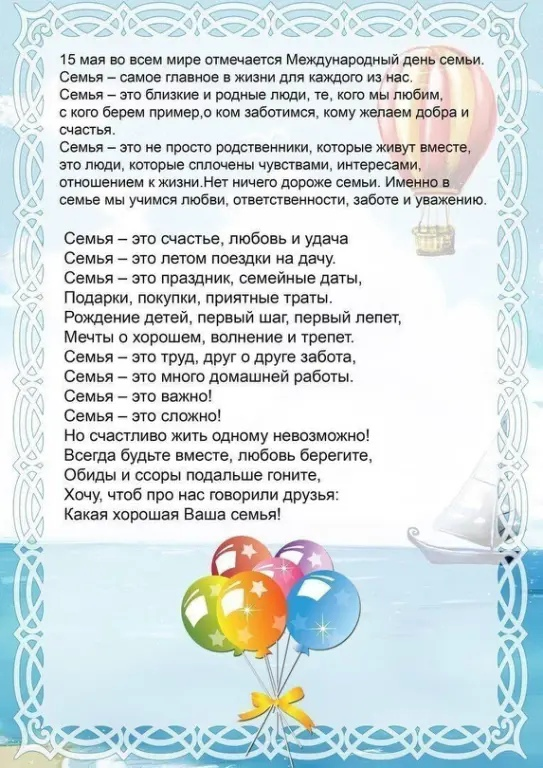 15 мая во всем мире отмечается Международный день семьи.
Семья – самое главное в жизни для каждого из нас.
Семья – это близкие и родные люди, те, кого мы любим,
с кого берем пример,о ком заботимся, кому желаем добра и
счастья.
Семья – это не просто родственники, которые живут вместе,
это люди, которые сплочены чувствами, интересами,
отношением к жизни.Нет ничего дороже семьи. Именно в
семье мы учимся любви, ответственности, заботе и уважению.
Семья – это счастье, любовь и удача
Семья – это летом поездки на дачу.
Семья – это праздник, семейные даты,
Подарки, покупки, приятные траты.
Рождение детей, первый шаг, первый лепет,
Мечты о хорошем, волнение и трепет.
Семья – это труд, друг о друге забота,
Семья – это много домашней работы.
Семья – это важно!
Семья – это сложно!
Но счастливо жить одному невозможно!
Всегда будьте вместе, любовь берегите,
Обиды и ссоры подальше гоните,
Хочу, чтоб про нас говорили друзья:
Какая хорошая Ваша семья!